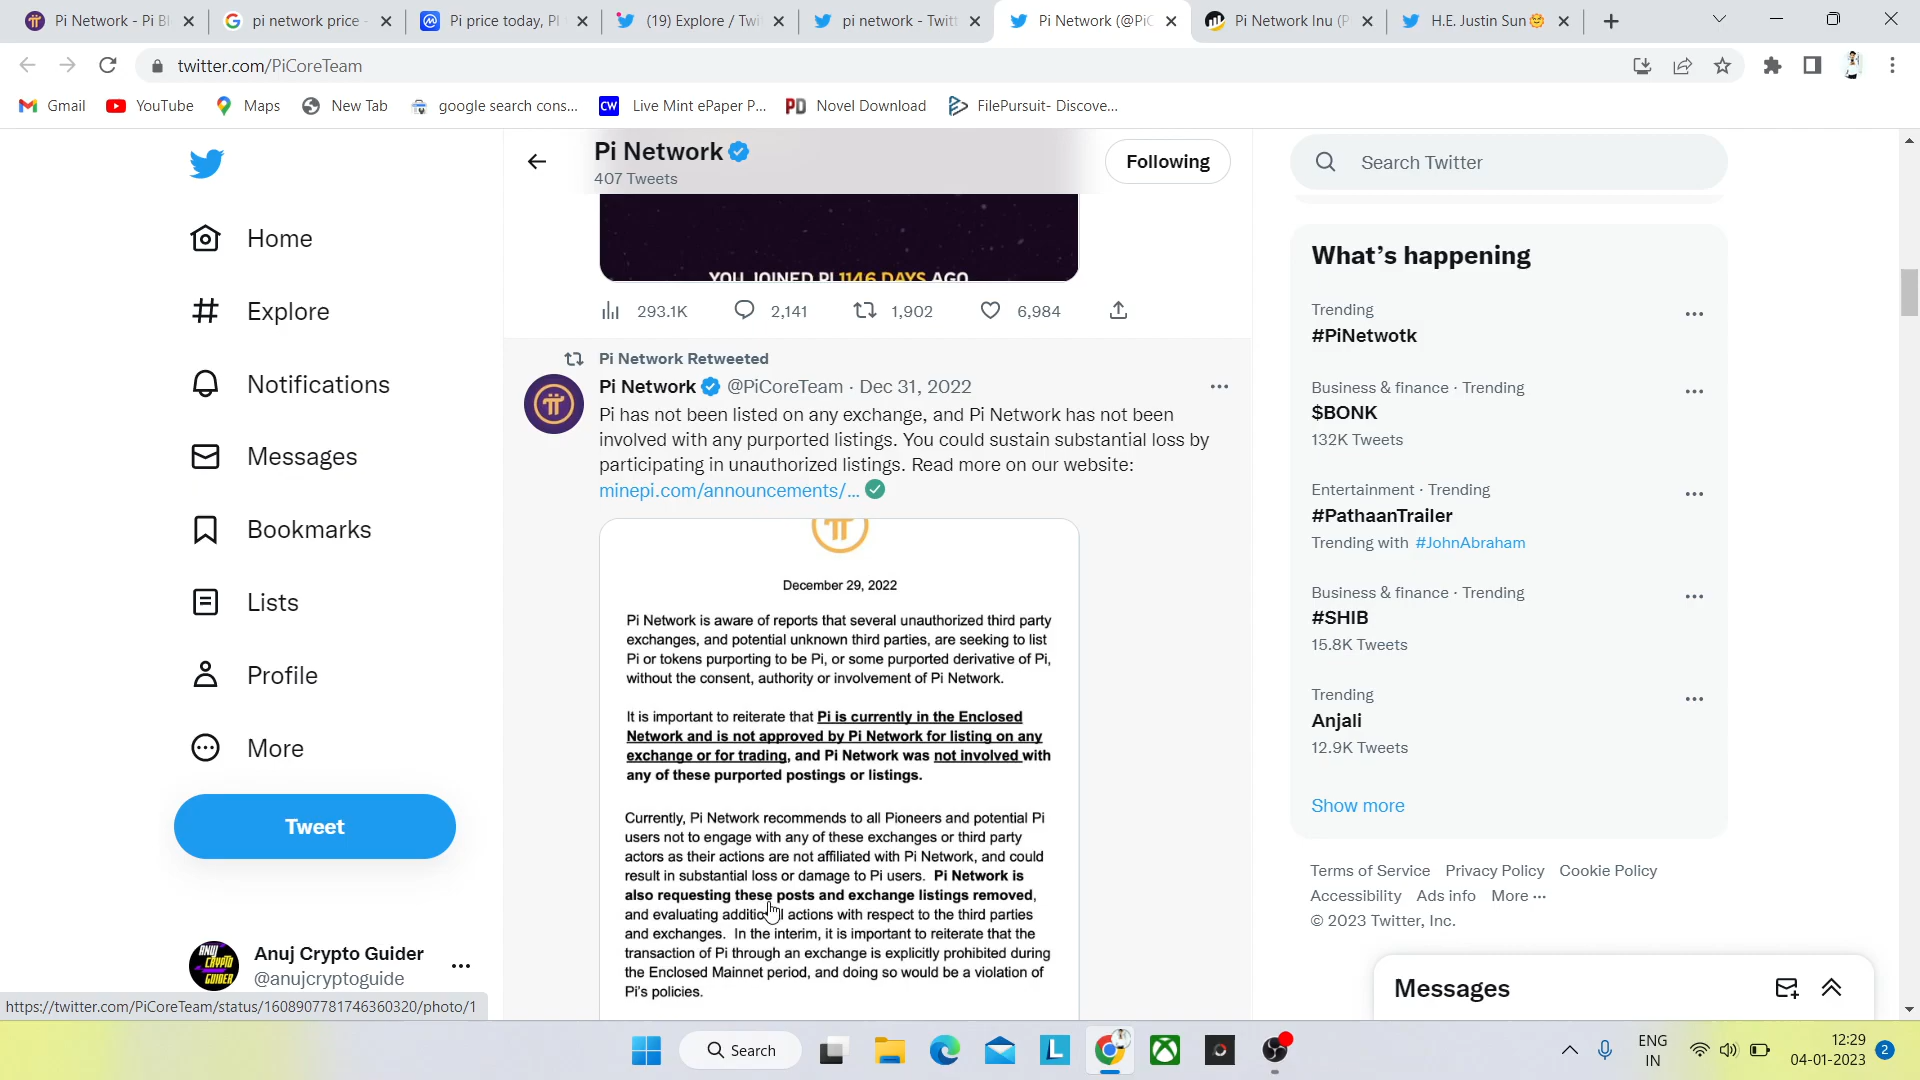 Pi Network - Pi Bl
pi network price -
Pi price today, PI
(19) Explore / Twi
pi network - Twitt
Pi Network (@PiC
Pi Network Inu (P
H.E. Justin Sun
twitter.com/PiCoreTeam
Gmail
YouTube
Maps
New Tab
google search cons...
CW
Live Mint ePaper P...
PD
Novel Download
FilePursuit- Discove...
Pi Network
407 Tweets
Following
Search Twitter
Home
Explore
Notifications
Messages
Bookmarks
Lists
Profile
More
Tweet
Anuj Crypto Guider
@anujcryptoguide
YOU JOINED PI 1146 DAYS AGO
293.1K
2,141
1,902
6,984
Pi Network Retweeted
Pi Network @PiCoreTeam · Dec 31, 2022
Pi has not been listed on any exchange, and Pi Network has not been
involved with any purported listings. You could sustain substantial loss by
participating in unauthorized listings. Read more on our website:
minepi.com/announcements/...
December 29, 2022
Pi Network is aware of reports that several unauthorized third party
exchanges, and potential unknown third parties, are seeking to list
Pi or tokens purporting to be Pi, or some purported derivative of Pi,
without the consent, authority or involvement of Pi Network.
It is important to reiterate that Pi is currently in the Enclosed
Network and is not approved by Pi Network for listing on any
exchange or for trading, and Pi Network was not involved with
any of these purported postings or listings.
Currently, Pi Network recommends to all Pioneers and potential Pi
users not to engage with any of these exchanges or third party
actors as their actions are not affiliated with Pi Network, and could
result in substantial loss or damage to Pi users. Pi Network is
also requesting these posts and exchange listings removed,
and evaluating additional actions with respect to the third parties
and exchanges. In the interim, it is important to reiterate that the
transaction of Pi through an exchange is explicitly prohibited during
the Enclosed Mainnet period, and doing so would be a violation of
Pi's policies.
What's happening
Trending
#PiNetwotk
Business & finance · Trending
$BONK
132K Tweets
Entertainment · Trending
#PathaanTrailer
Trending with #JohnAbraham
Business & finance · Trending
#SHIB
15.8K Tweets
Trending
Anjali
12.9K Tweets
Show more
Terms of Service Privacy Policy Cookie Policy
Accessibility Ads info More ···
© 2023 Twitter, Inc.
Messages
https://twitter.com/PiCoreTeam/status/1608907781746360320/photo/1
Search
ENG
IN
12:29
04-01-2023
2